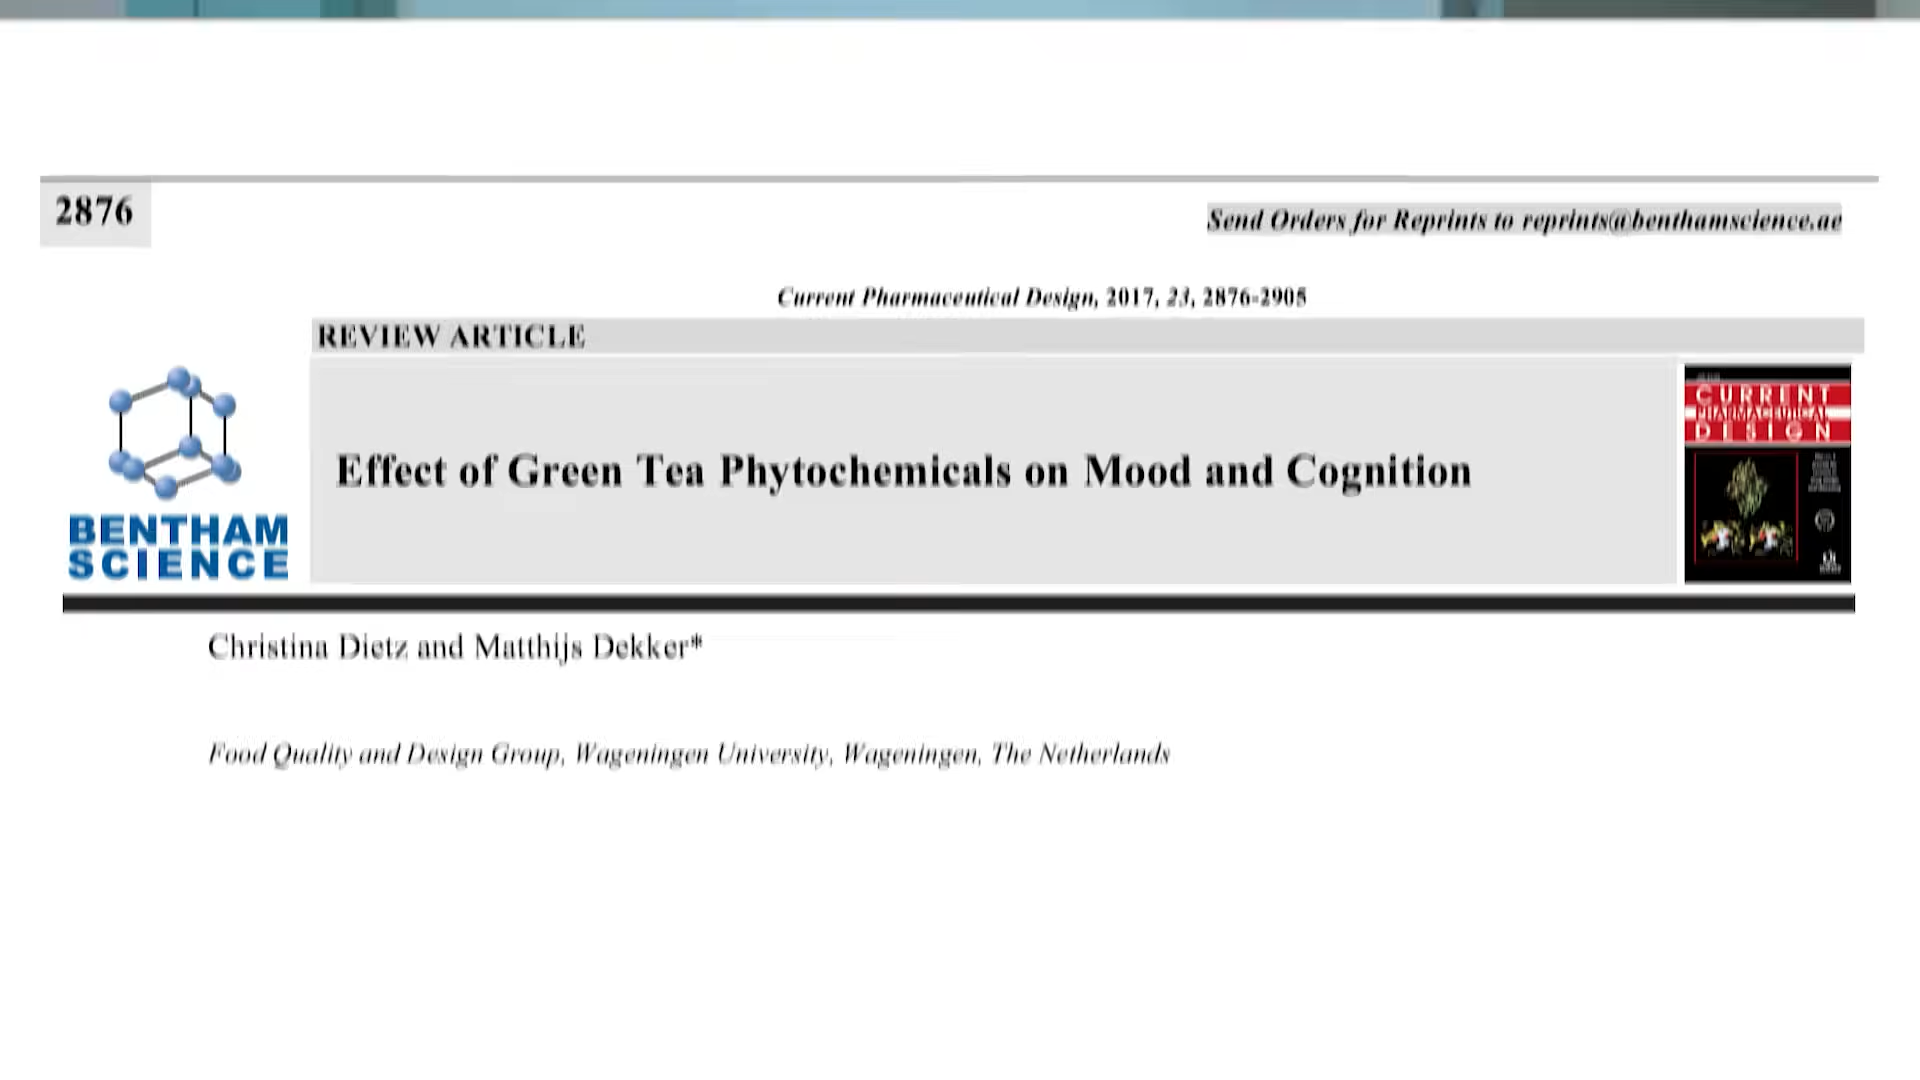 2876
Send Orders for Reprints to reprints@benthamscience.ae
Current Pharmaceutical Design, 2017, 23, 2876-2905
REVIEW ARTICLE
BENTHAM
SCIENCE
Effect of Green Tea Phytochemicals on Mood and Cognition
CURRENT
PHARMACEUTICAL
DESIGN
Christina Dietz and Matthijs Dekker*
Food Quality and Design Group, Wageningen University, Wageningen, The Netherlands